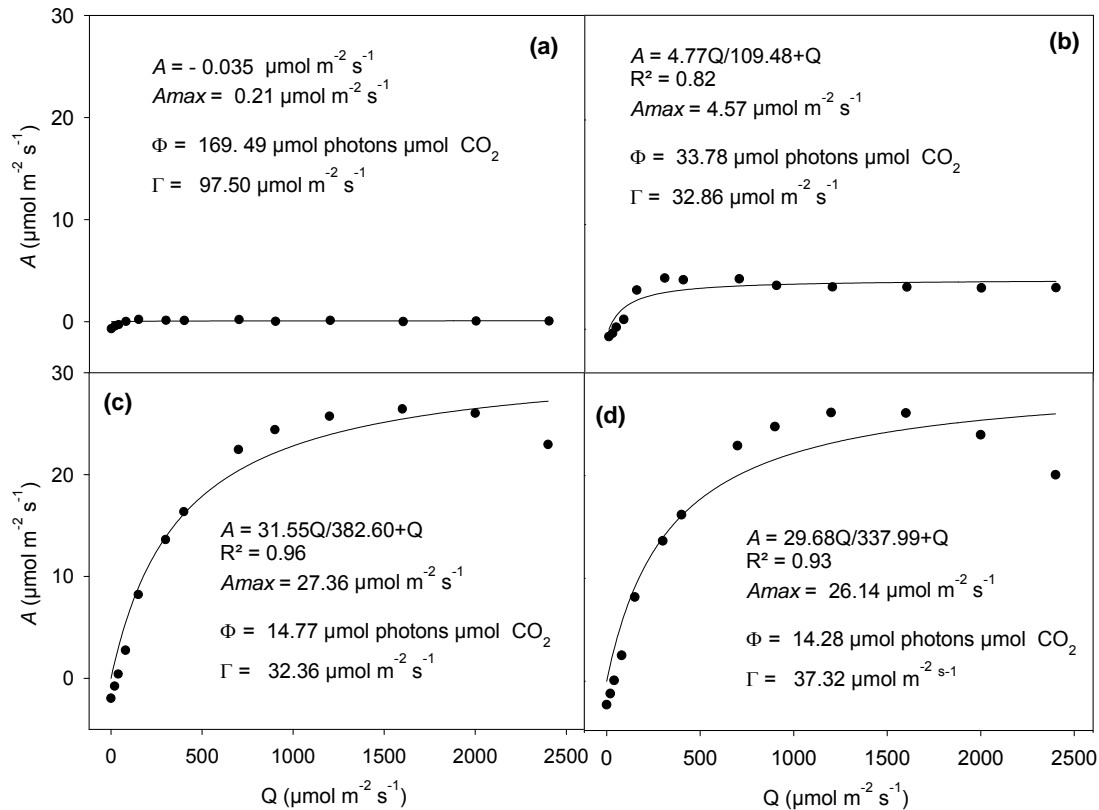 (a)
A = - 0.035 µmol m-2 s-1
Amax = 0.21 µmol m-2 s-1
Φ = 169. 49 µmol photons µmol CO2
Γ = 97.50 µmol m-2 s-1
30
20
10
0
A (µmol m-2 s-1)
(b)
A = 4.77Q/109.48+Q
R² = 0.82
Amax = 4.57 µmol m-2 s-1
Φ = 33.78 µmol photons µmol CO2
Γ = 32.86 µmol m-2 s-1
(c)
A = 31.55Q/382.60+Q
R² = 0.96
Amax = 27.36 µmol m-2 s-1
Φ = 14.77 µmol photons µmol CO2
Γ = 32.36 µmol m-2 s-1
30
20
10
0
A (µmol m-2 s-1)
0 500 1000 1500 2000 2500
Q (µmol m-2 s-1)
(d)
A = 29.68Q/337.99+Q
R² = 0.93
Amax = 26.14 µmol m-2 s-1
Φ = 14.28 µmol photons µmol CO2
Γ = 37.32 µmol m-2 s-1
0 500 1000 1500 2000 2500
Q (µmol m-2 s-1)